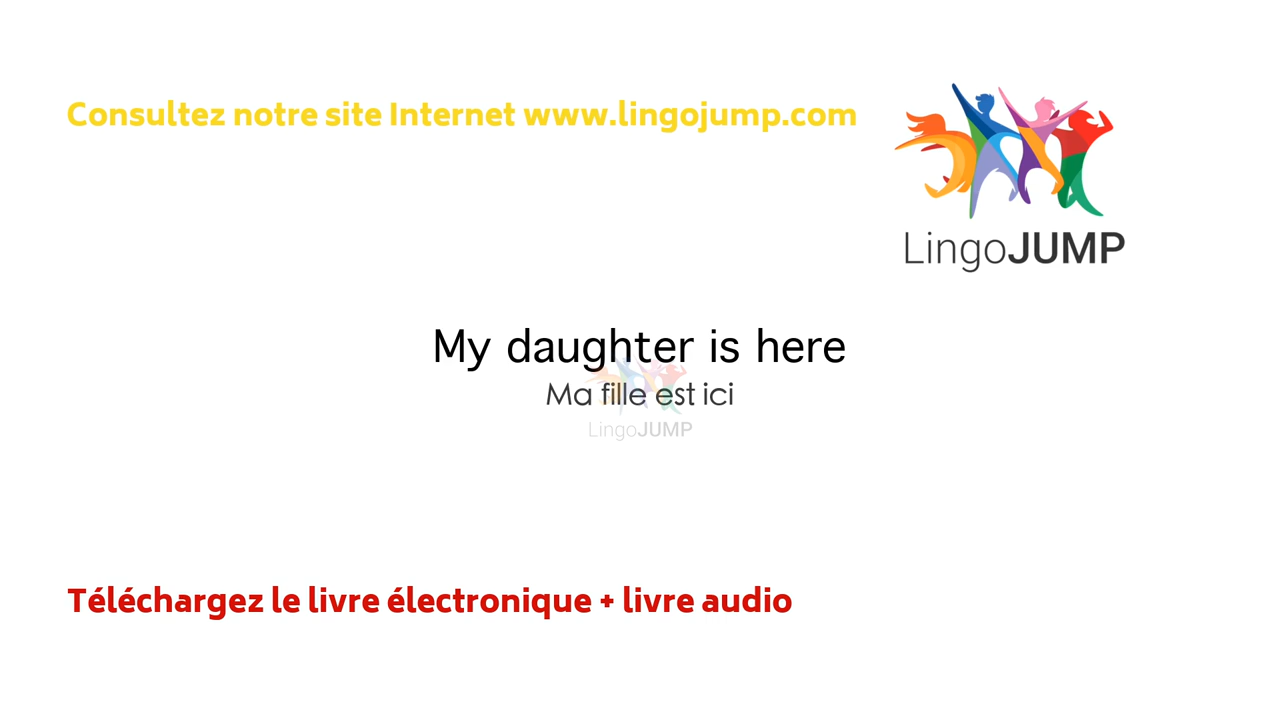 Consultez notre site Internet www.lingojump.com
LingoJUMP
My daughter is here
Ma fille est ici
LingoJUMP
Téléchargez le livre électronique + livre audio